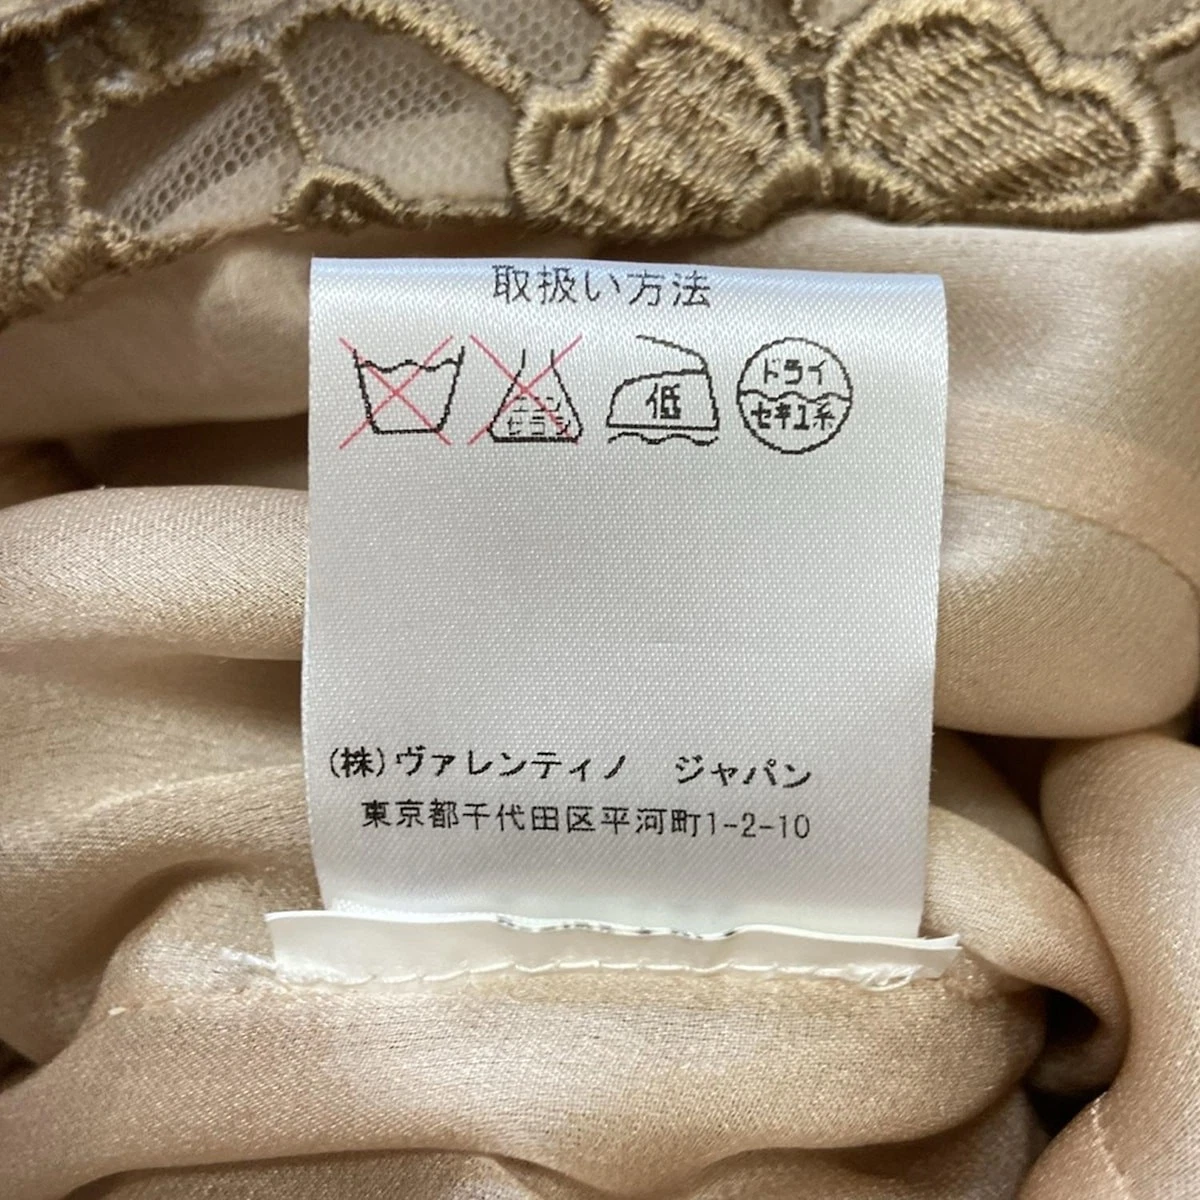 取扱い方法
エンソ サラシ
低
ドライ
セキユ系
(株)ヴァレンティノ ジャパン
東京都千代田区平河町1-2-10